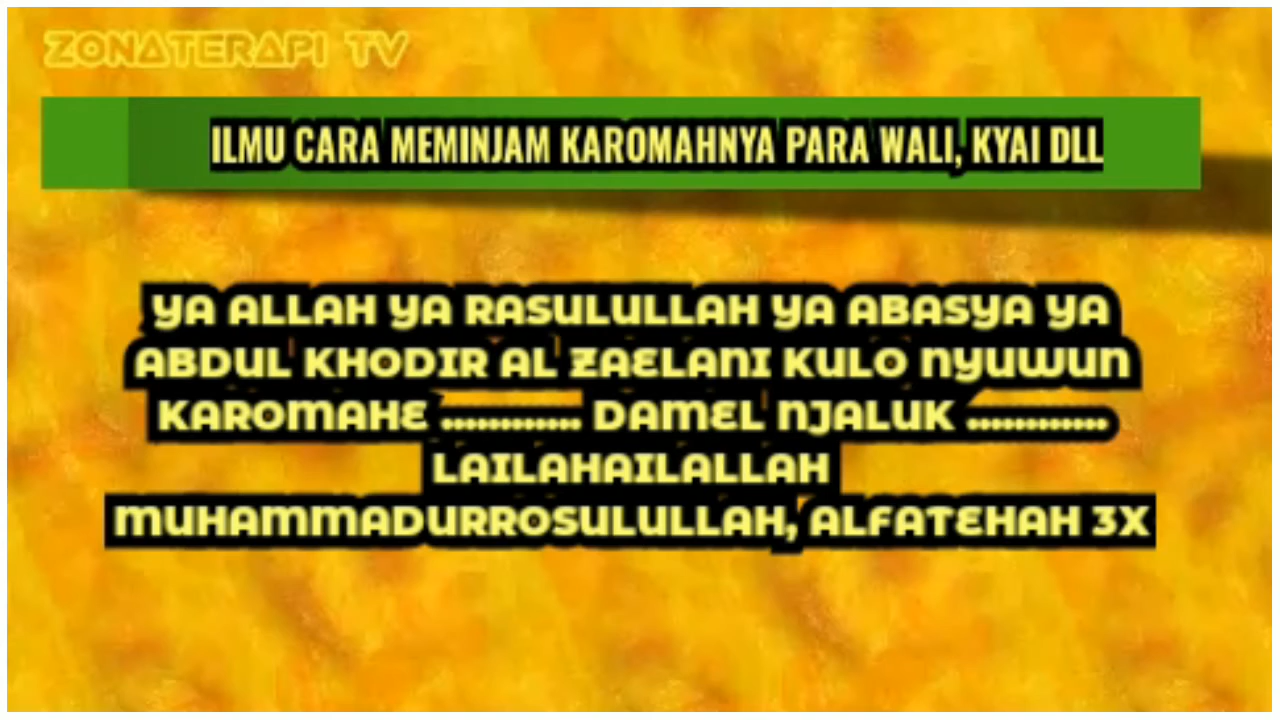 ZONATERAPI TV
ILMU CARA MEMINJAM KAROMAHNYA PARA WALI, KYAI DLL
YA ALLAH YA RASULULLAH YA ABASYA YA
ABDUL KHODIR AL ZAELANI KULO NYUWUN
KAROMAHE ............ DAMEL NJALUK ............
LAILAHAILALLAH
MUHAMMADURROSULULLAH, ALFATEHAH 3X